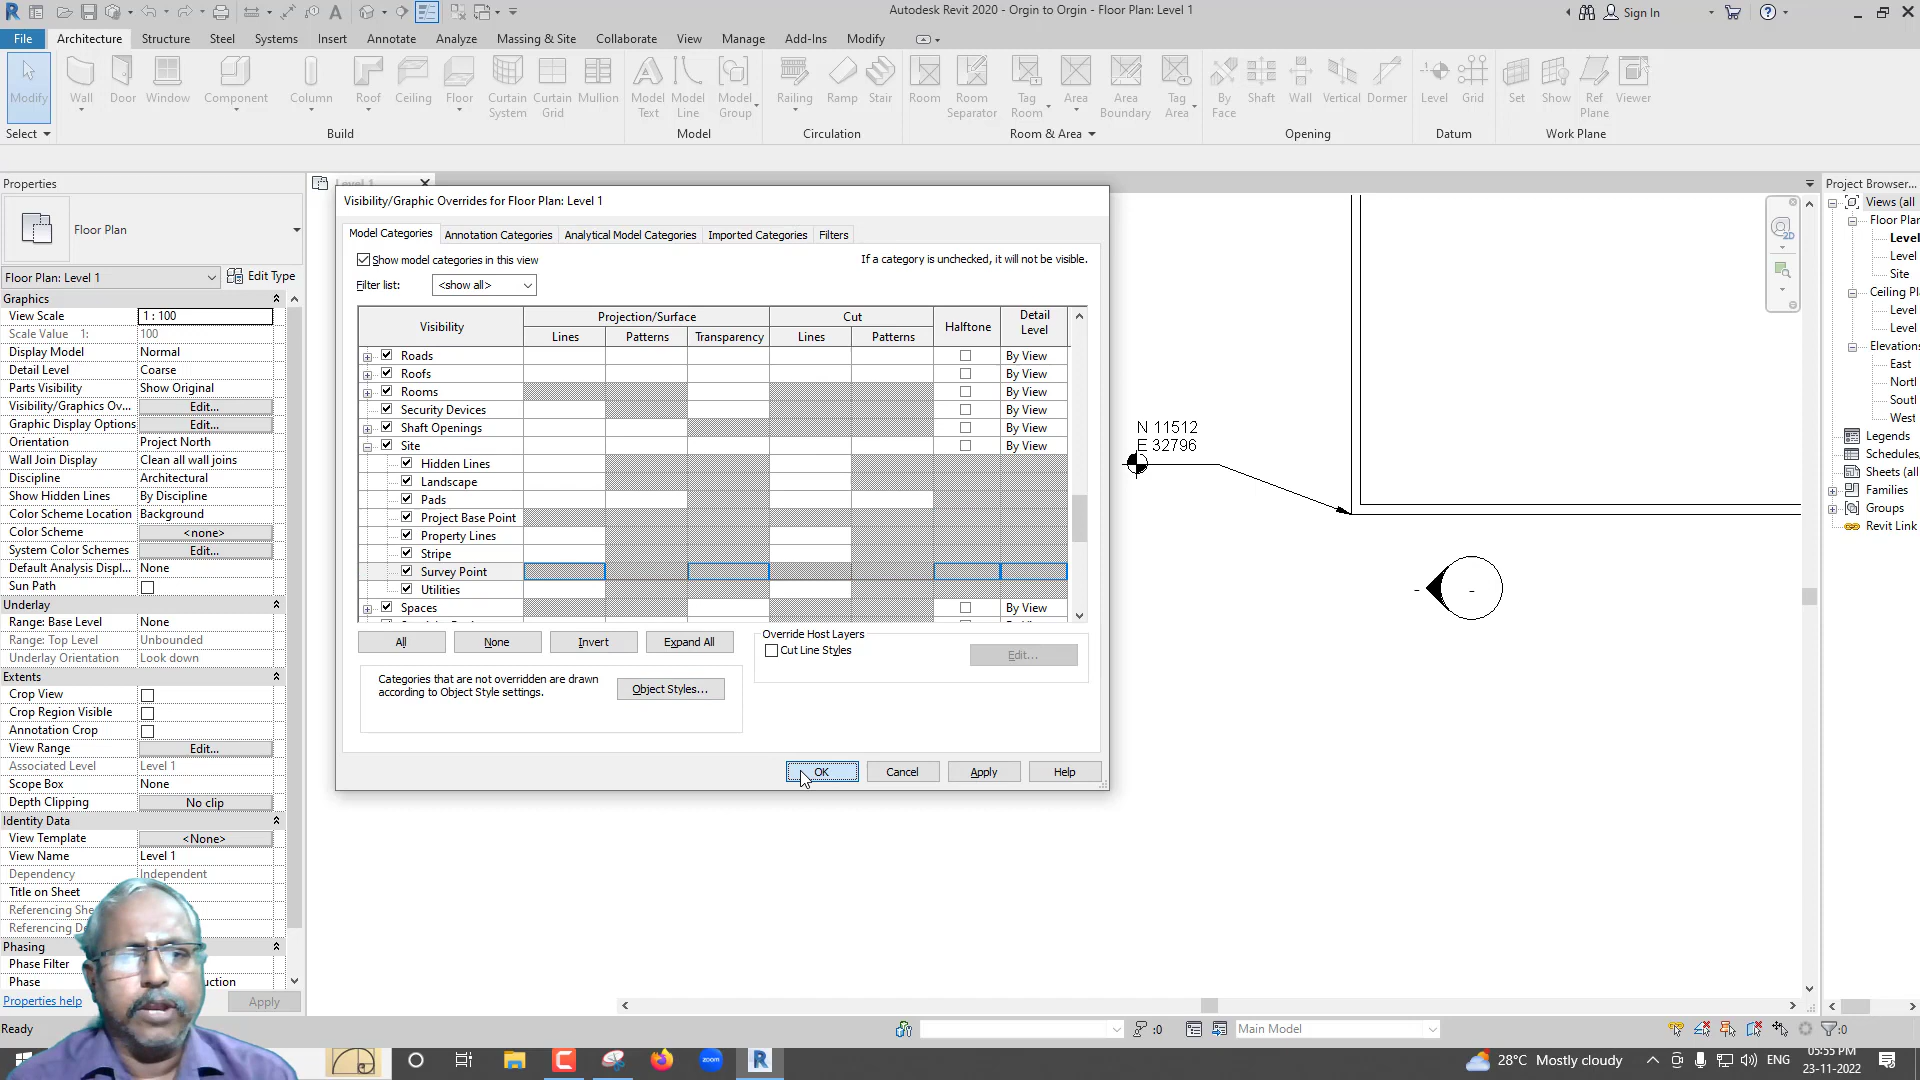 Autodesk Revit 2020 - Orgin to Orgin - Floor Plan: Level 1
Sign In
File Architecture Structure Steel Systems Insert Annotate Analyze Massing & Site Collaborate View Manage Add-Ins Modify
Modify Wall Door Window Component Column Roof Ceiling Floor Curtain System Curtain Grid Mullion Model Text Model Line Model Group Railing Ramp Stair Room Room Separator Tag Room Area Area Boundary Tag Area By Face Shaft Wall Vertical Dormer Level Grid Set Show Ref Plane Viewer
Select Build Model Circulation Room & Area Opening Datum Work Plane
Properties
Floor Plan
Floor Plan: Level 1 Edit Type
Graphics
View Scale 1 : 100
Scale Value 1: 100
Display Model Normal
Detail Level Coarse
Parts Visibility Show Original
Visibility/Graphics Ov... Edit...
Graphic Display Options Edit...
Orientation Project North
Wall Join Display Clean all wall joins
Discipline Architectural
Show Hidden Lines By Discipline
Color Scheme Location Background
Color Scheme <none>
System Color Schemes Edit...
Default Analysis Displ... None
Sun Path
Underlay
Range: Base Level None
Range: Top Level Unbounded
Underlay Orientation Look down
Extents
Crop View
Crop Region Visible
Annotation Crop
View Range Edit...
Associated Level Level 1
Scope Box None
Depth Clipping No clip
Identity Data
View Template <None>
View Name Level 1
Dependency Independent
Title on Sheet
Referencing She
Referencing De
Phasing
Phase Filter
Phase uction
Properties help Apply
Ready
Level 1
Visibility/Graphic Overrides for Floor Plan: Level 1
Model Categories Annotation Categories Analytical Model Categories Imported Categories Filters
Show model categories in this view
If a category is unchecked, it will not be visible.
Filter list: <show all>
Visibility Projection/Surface Cut Halftone Detail Level
Lines Patterns Transparency Lines Patterns
Roads By View
Roofs By View
Rooms By View
Security Devices By View
Shaft Openings By View
Site By View
Hidden Lines
Landscape
Pads
Project Base Point
Property Lines
Stripe
Survey Point
Utilities
Spaces By View
All None Invert Expand All
Override Host Layers
Cut Line Styles Edit...
Categories that are not overridden are drawn
according to Object Style settings.
Object Styles...
OK Cancel Apply Help
N 11512
E 32796
- -
2D
Project Browser...
Views (all
Floor Plan
Level
Level
Site
Ceiling Pl
Level
Level
Elevations
East
North
South
West
Legends
Schedules,
Sheets (all
Families
Groups
Revit Link
:0 Main Model :0
zoom R 28°C Mostly cloudy ENG
05:55 PM
23-11-2022